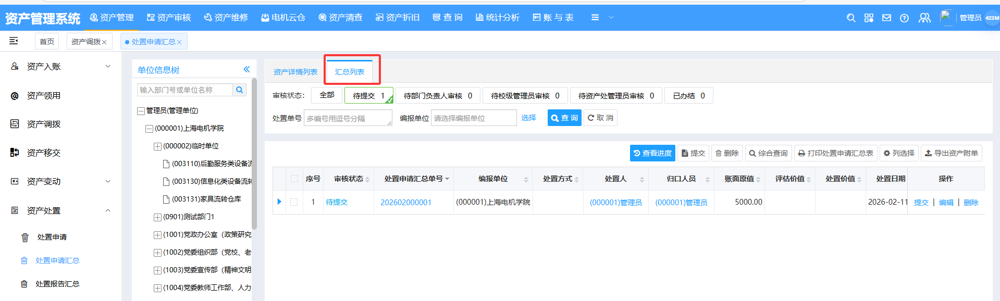 资产管理系统 资产管理 资产审核 资产维修 电机云仓 资产清查 资产折旧 查 询 统计分析 账 与 表 管理员 423M
首页 资产调拨 × 处置申请汇总 ×
资产入账
资产领用
资产调拨
资产移交
资产变动
资产处置
处置申请
处置申请汇总
处置报告汇总
单位信息树
输入部门号或单位名称
管理员(管理单位)
(000001)上海电机学院
(000002)临时单位
(003110)后勤服务类设备流
(003130)信息化类设备流转
(003131)家具流转仓库
(0901)测试部门1
(1001)党政办公室（政策研究
(1002)党委组织部（党校、老
(1003)党委宣传部（精神文明
(1004)党委教师工作部、人力
资产详情列表 汇总列表
审核状态： 全部 待提交 1 待部门负责人审核 0 待校级管理员审核 0 待资产处管理员审核 0 已办结 0
处置单号 多编号用逗号分隔 编报单位 请选择编报单位 选择 查 询 取 消
查看进度 提交 删除 综合查询 打印处置申请汇总表 列选择 导出资产附单
序号 审核状态 处置申请汇总单号 编报单位 处置方式 处置人 归口人员 账面原值 评估价值 处置价值 处置日期 操作
1 待提交 202602000001 (000001)上海电机学院 (000001)管理员 (000001)管理员 5000.00 2026-02-11 提交 | 编辑 | 删除